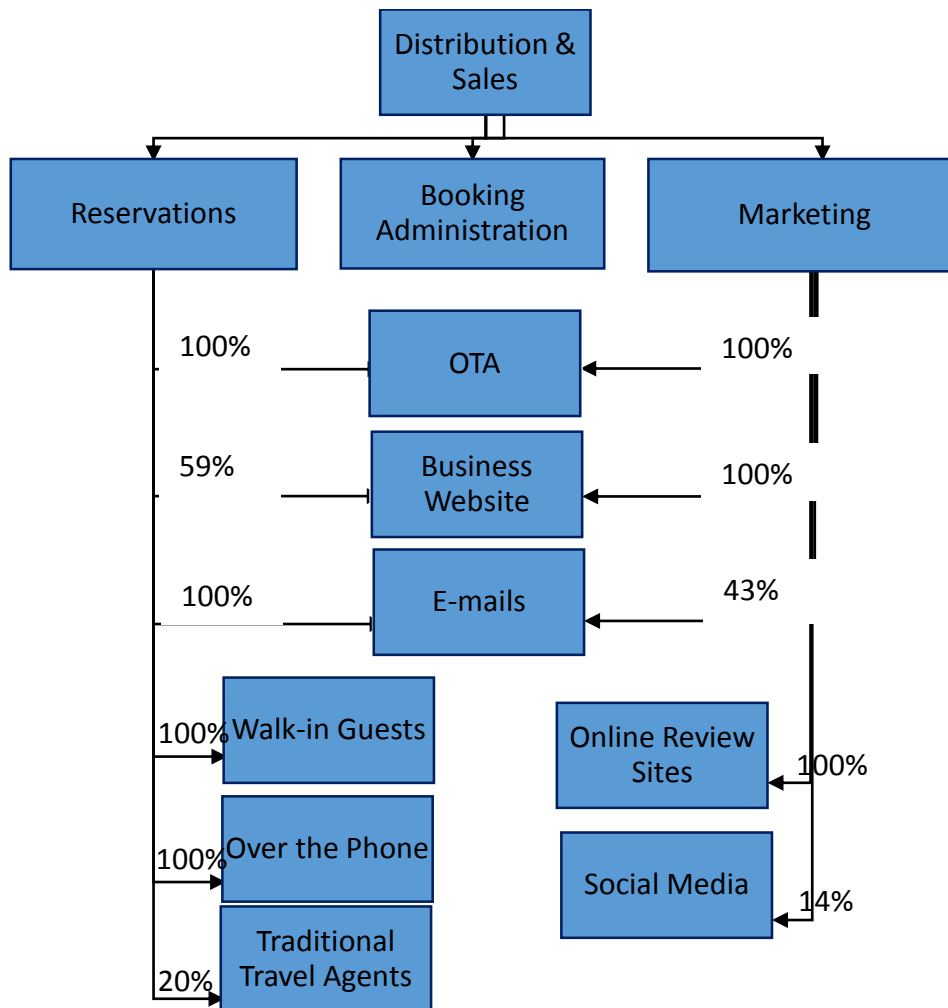 Distribution &
Sales
Reservations
Booking
Administration
Marketing
100%
OTA
100%
59%
Business
Website
100%
100%
E-mails
43%
Walk-in Guests
100%
Online Review
Sites
100%
Over the Phone
100%
Social Media
14%
Traditional
Travel Agents
20%